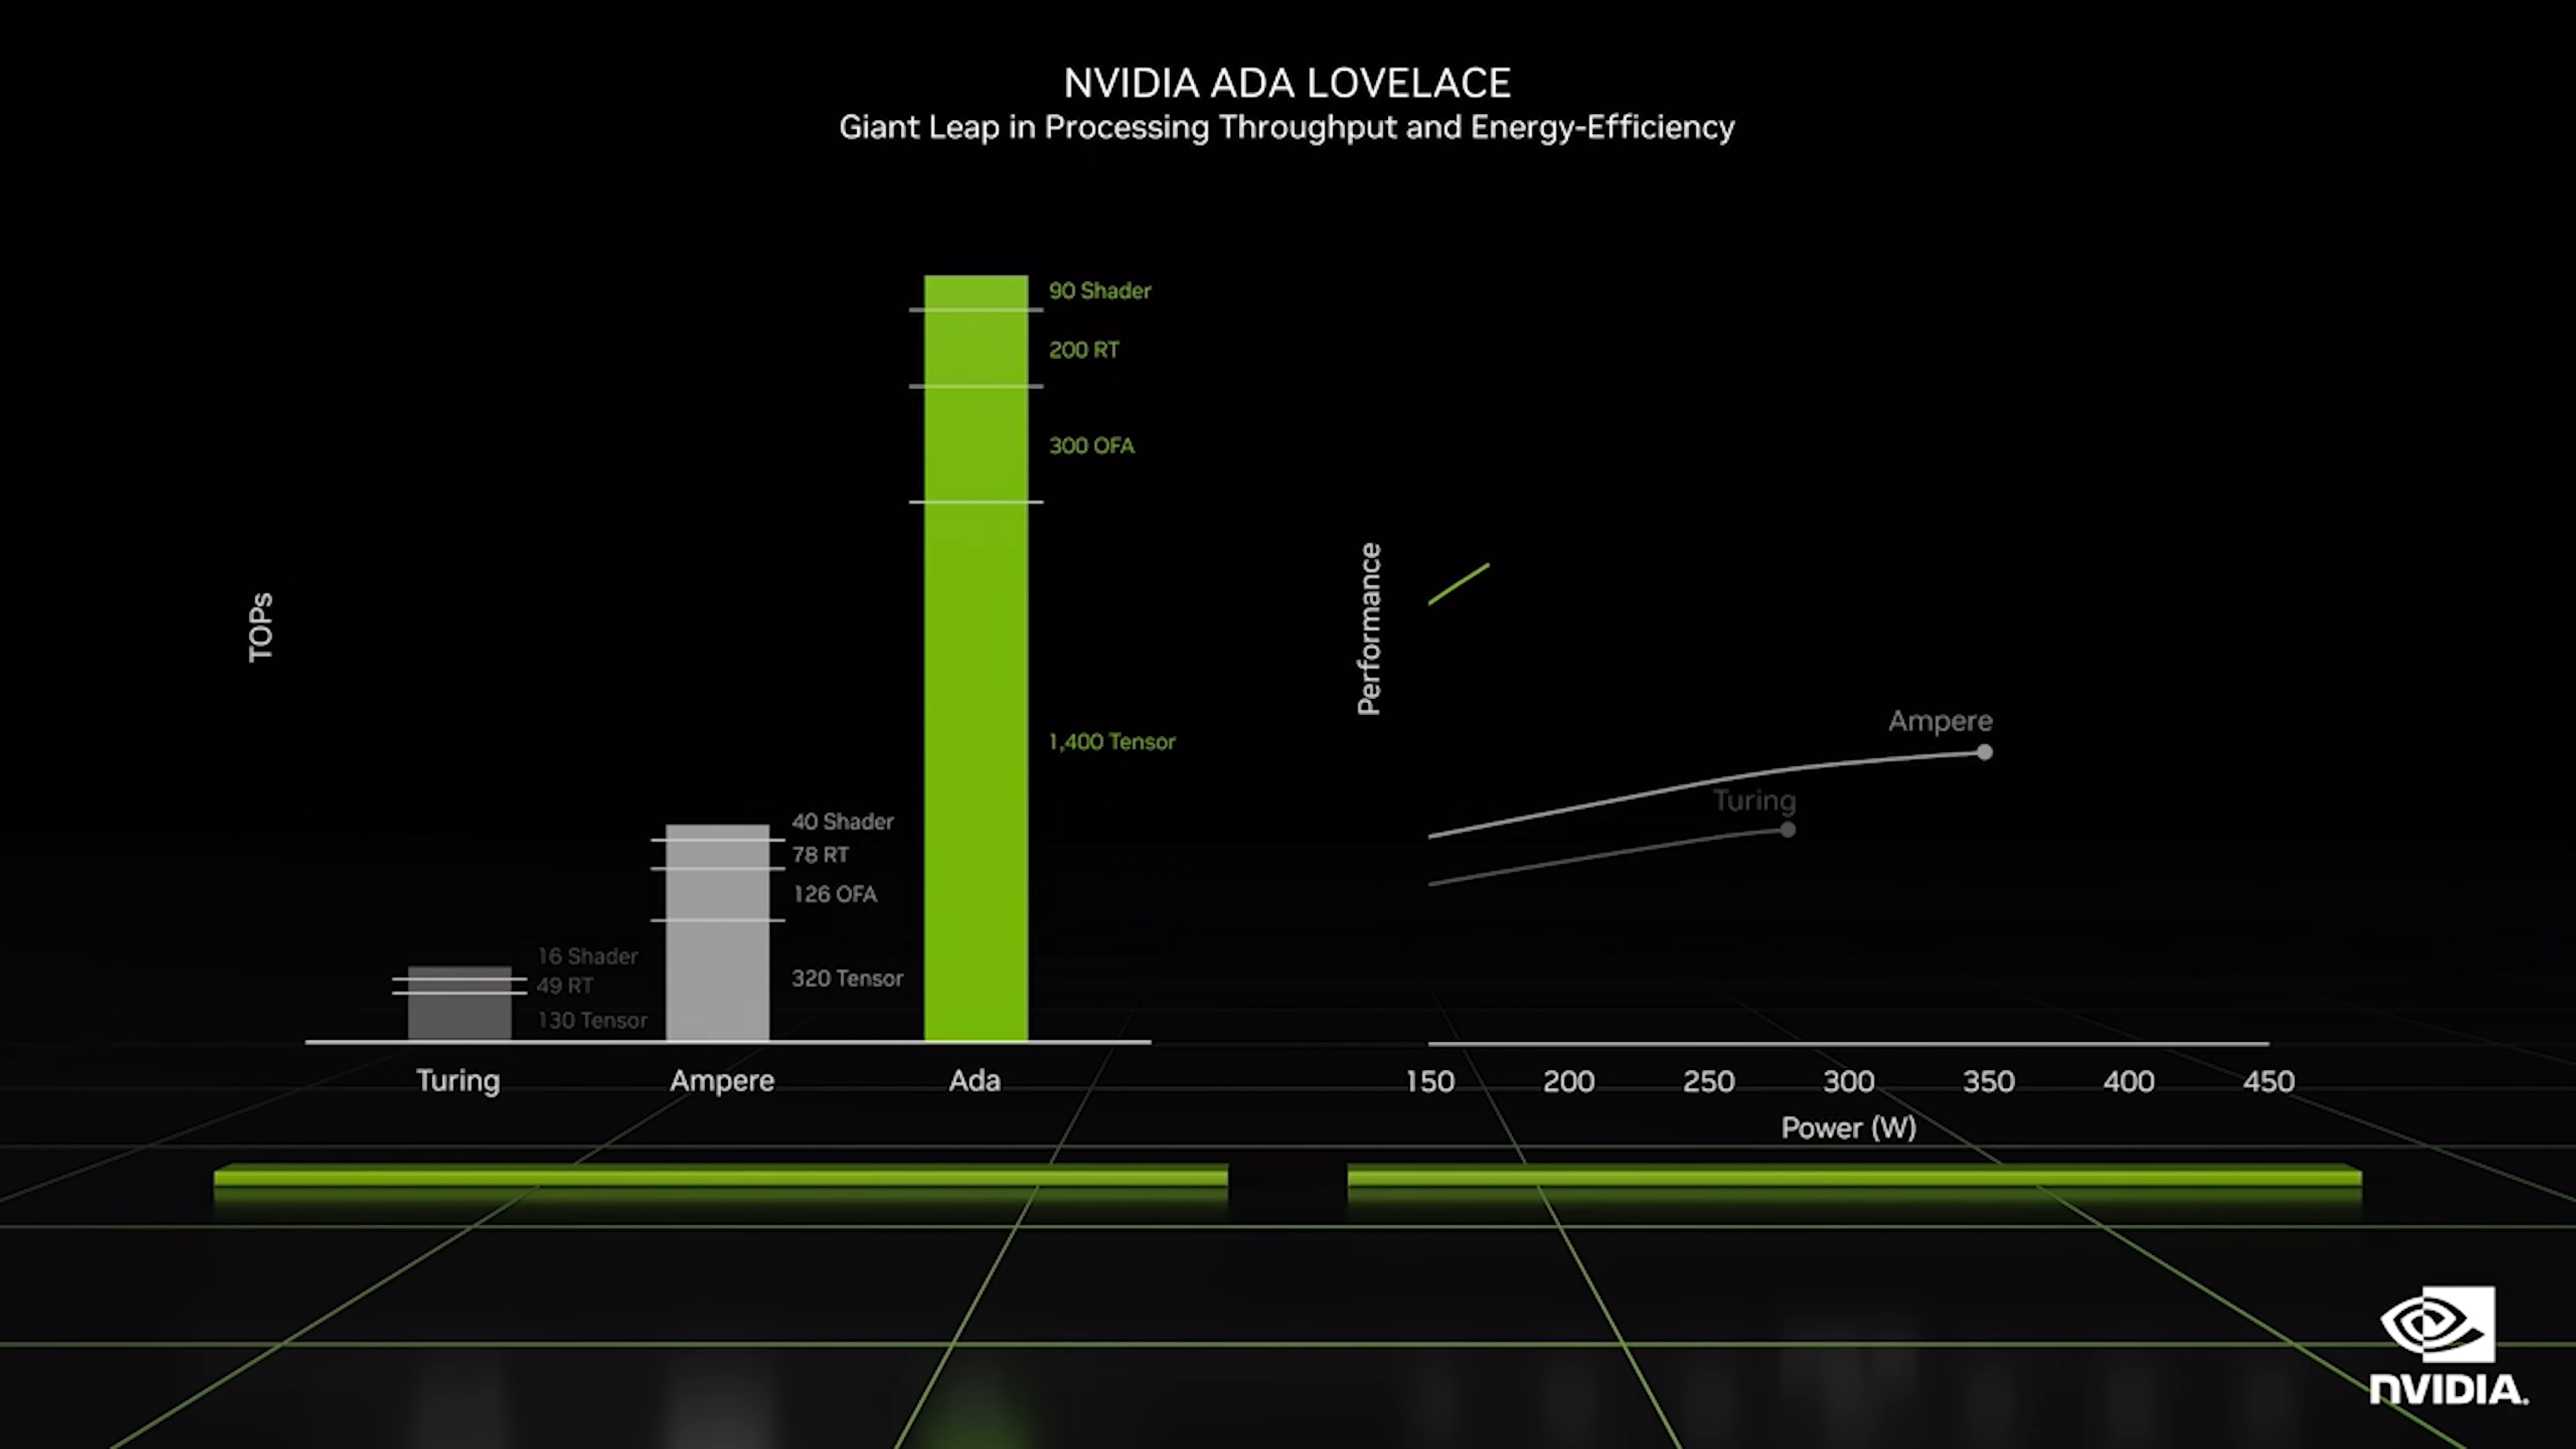 NVIDIA ADA LOVELACE
Giant Leap in Processing Throughput and Energy-Efficiency
TOPs
16 Shader
49 RT
130 Tensor
40 Shader
78 RT
126 OFA
320 Tensor
90 Shader
200 RT
300 OFA
1,400 Tensor
Turing
Ampere
Ada
Performance
Ampere
Turing
150 200 250 300 350 400 450
Power (W)
NVIDIA.